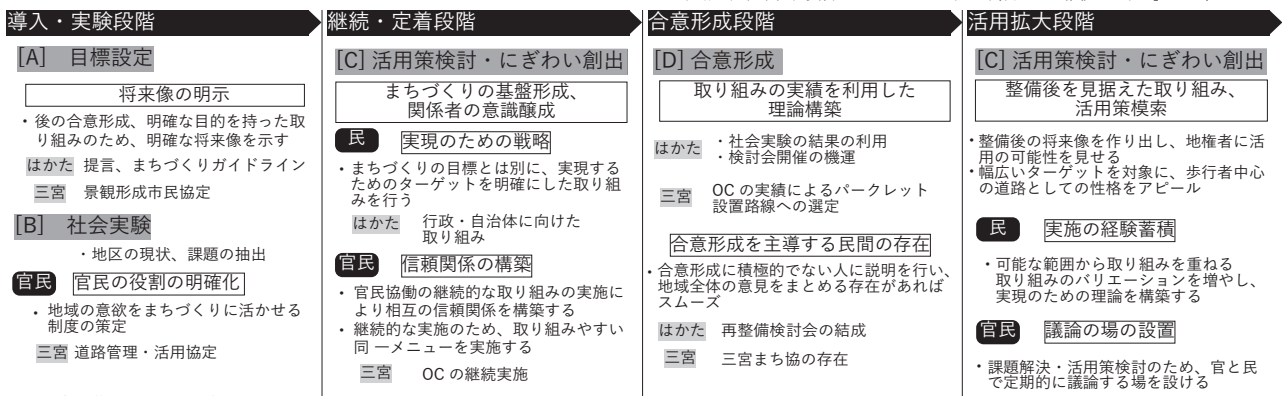 導入・実験段階
[A] 目標設定
将来像の明示
・後の合意形成、明確な目的を持った取
り組みのため、明確な将来像を示す
はかた 提言、まちづくりガイドライン
三宮 景観形成市民協定
[B] 社会実験
・地区の現状、課題の抽出
官民 官民の役割の明確化
・地域の意欲をまちづくりに活かせる
制度の策定
三宮 道路管理・活用協定
継続・定着段階
[C] 活用策検討・にぎわい創出
まちづくりの基盤形成、
関係者の意識醸成
民 実現のための戦略
・まちづくりの目標とは別に、実現する
ためのターゲットを明確にした取り組
みを行う
はかた 行政・自治体に向けた
取り組み
官民 信頼関係の構築
・官民協働の継続的な取り組みの実施に
より相互の信頼関係を構築する
・継続的な実施のため、取り組みやすい
同一メニューを実施する
三宮 OC の継続実施
合意形成段階
[D] 合意形成
取り組みの実績を利用した
理論構築
はかた ・社会実験の結果の利用
・検討会開催の機運
三宮 OC の実績によるパークレット
設置路線への選定
合意形成を主導する民間の存在
・合意形成に積極的でない人に説明を行い、
地域全体の意見をまとめる存在があれば
スムーズ
はかた 再整備検討会の結成
三宮 三宮まち協の存在
活用拡大段階
[C] 活用策検討・にぎわい創出
整備後を見据えた取り組み、
活用策模索
・整備後の将来像を作り出し、地権者に活
用の可能性を見せる
・幅広いターゲットを対象に、歩行者中心
の道路としての性格をアピール
民 実施の経験蓄積
・可能な範囲から取り組みを重ねる
取り組みのバリエーションを増やし、
実現のための理論を構築する
官民 議論の場の設置
・課題解決・活用策検討のため、官と民
で定期的に議論する場を設ける